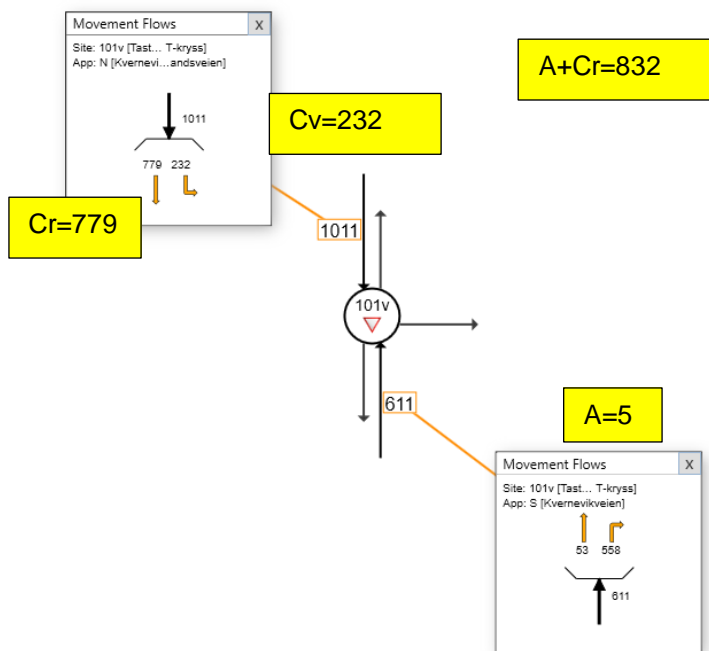 Movement Flows x
Site: 101v [Tast... T-kryss]
App: N [Kvernevi...andsveien]
1011
779 232
A+Cr=832
Cv=232
Cr=779
1011
101v
611
A=5
Movement Flows x
Site: 101v [Tast... T-kryss]
App: S [Kvernevikveien]
53 558
611